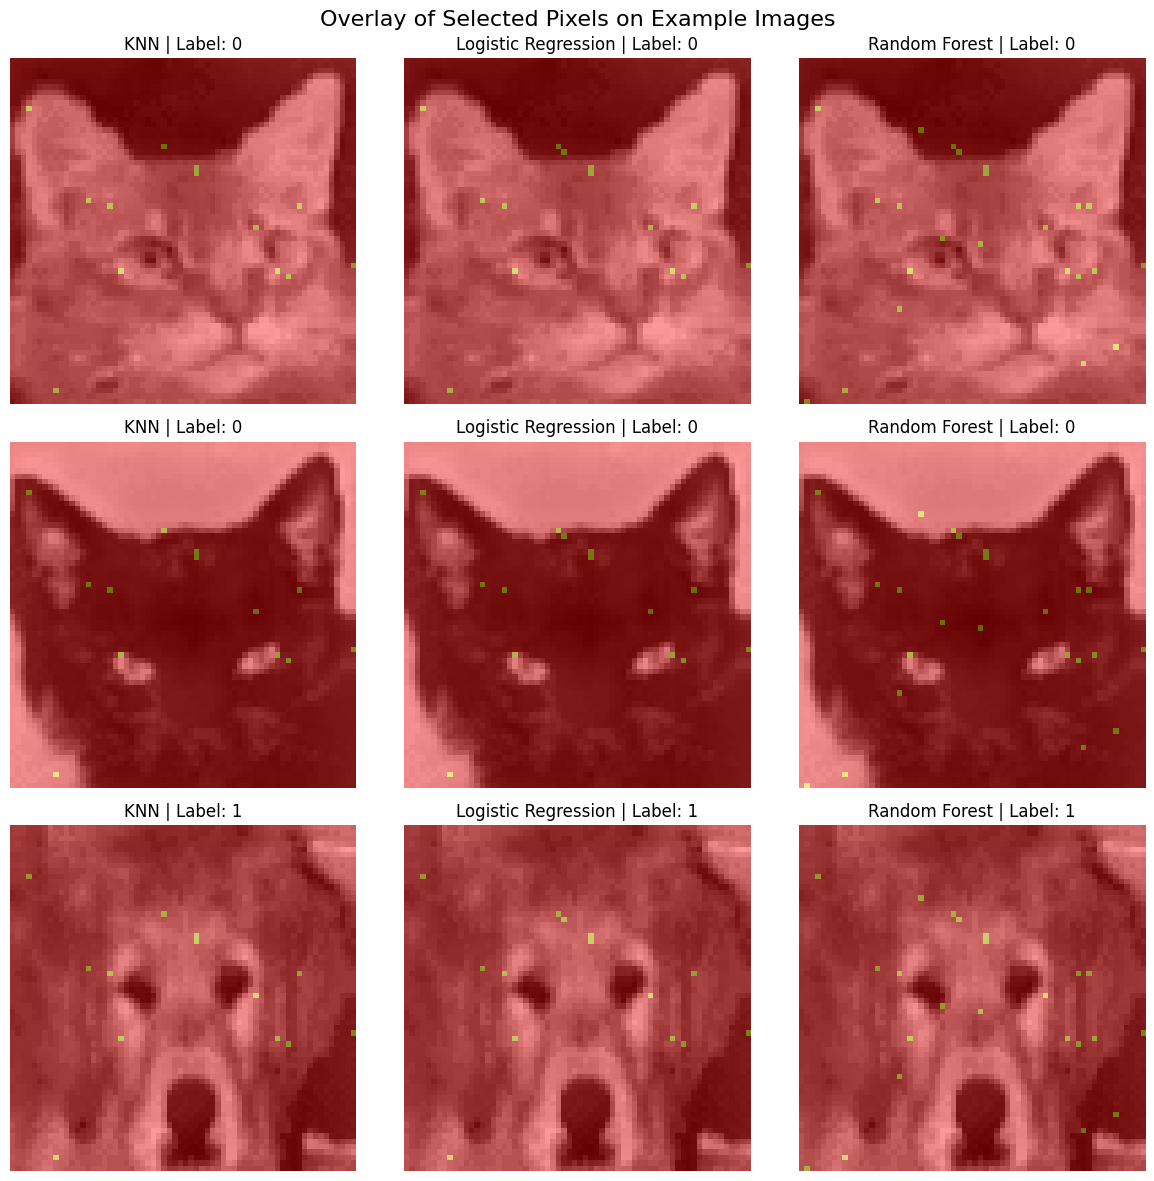 Overlay of Selected Pixels on Example Images
KNN | Label: 0
Logistic Regression | Label: 0
Random Forest | Label: 0
KNN | Label: 0
Logistic Regression | Label: 0
Random Forest | Label: 0
KNN | Label: 1
Logistic Regression | Label: 1
Random Forest | Label: 1